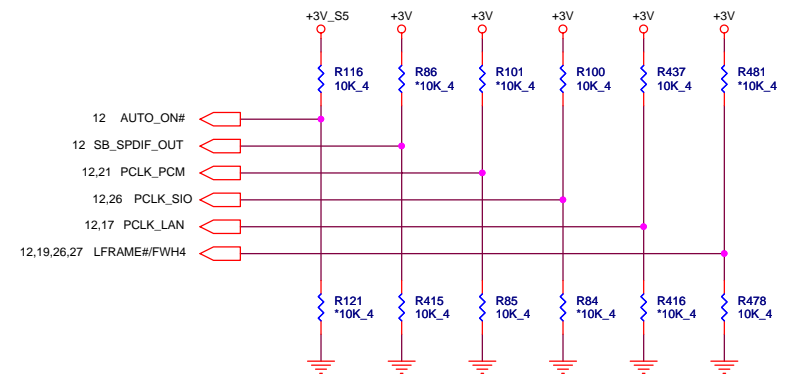 +3V_S5 +3V +3V +3V +3V +3V
R116 R86 R101 R100 R437 R481
10K_4 *10K_4 *10K_4 10K_4 10K_4 *10K_4
12 AUTO_ON#
12 SB_SPDIF_OUT
12,21 PCLK_PCM
12,26 PCLK_SIO
12,17 PCLK_LAN
12,19,26,27 LFRAME#/FWH4
R121 R415 R85 R84 R416 R478
*10K_4 10K_4 10K_4 *10K_4 *10K_4 10K_4